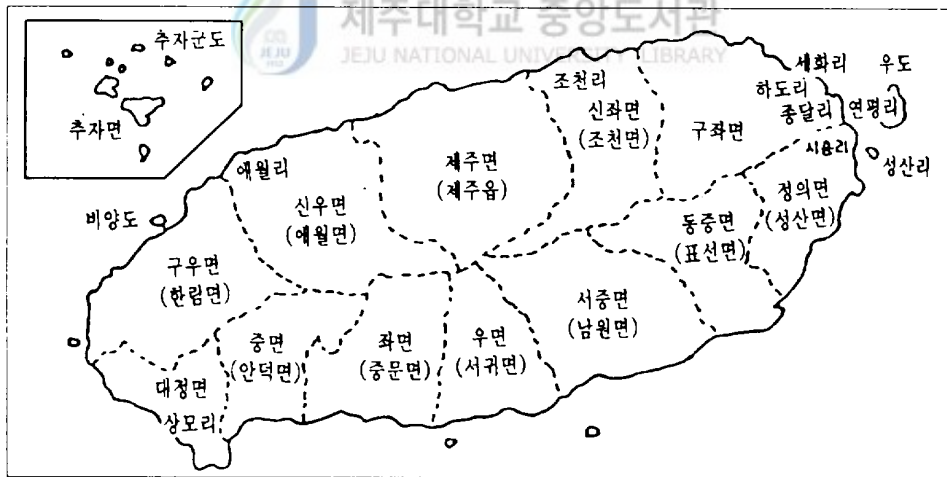 제주대학교 중앙도서관
JEJU NATIONAL UNIVERSITY LIBRARY
JEJU
추자군도
추자면
조천리
신좌면
(조천면)
구좌면
세화리
하도리
종달리
우도
연평리
시흥리
성산리
정의면
(성산면)
제주면
(제주읍)
애월리
신우면
(애월면)
비양도
구우면
(한림면)
동중면
(표선면)
서중면
(남원면)
우면
(서귀면)
좌면
(중문면)
중면
(안덕면)
대정면
상모리